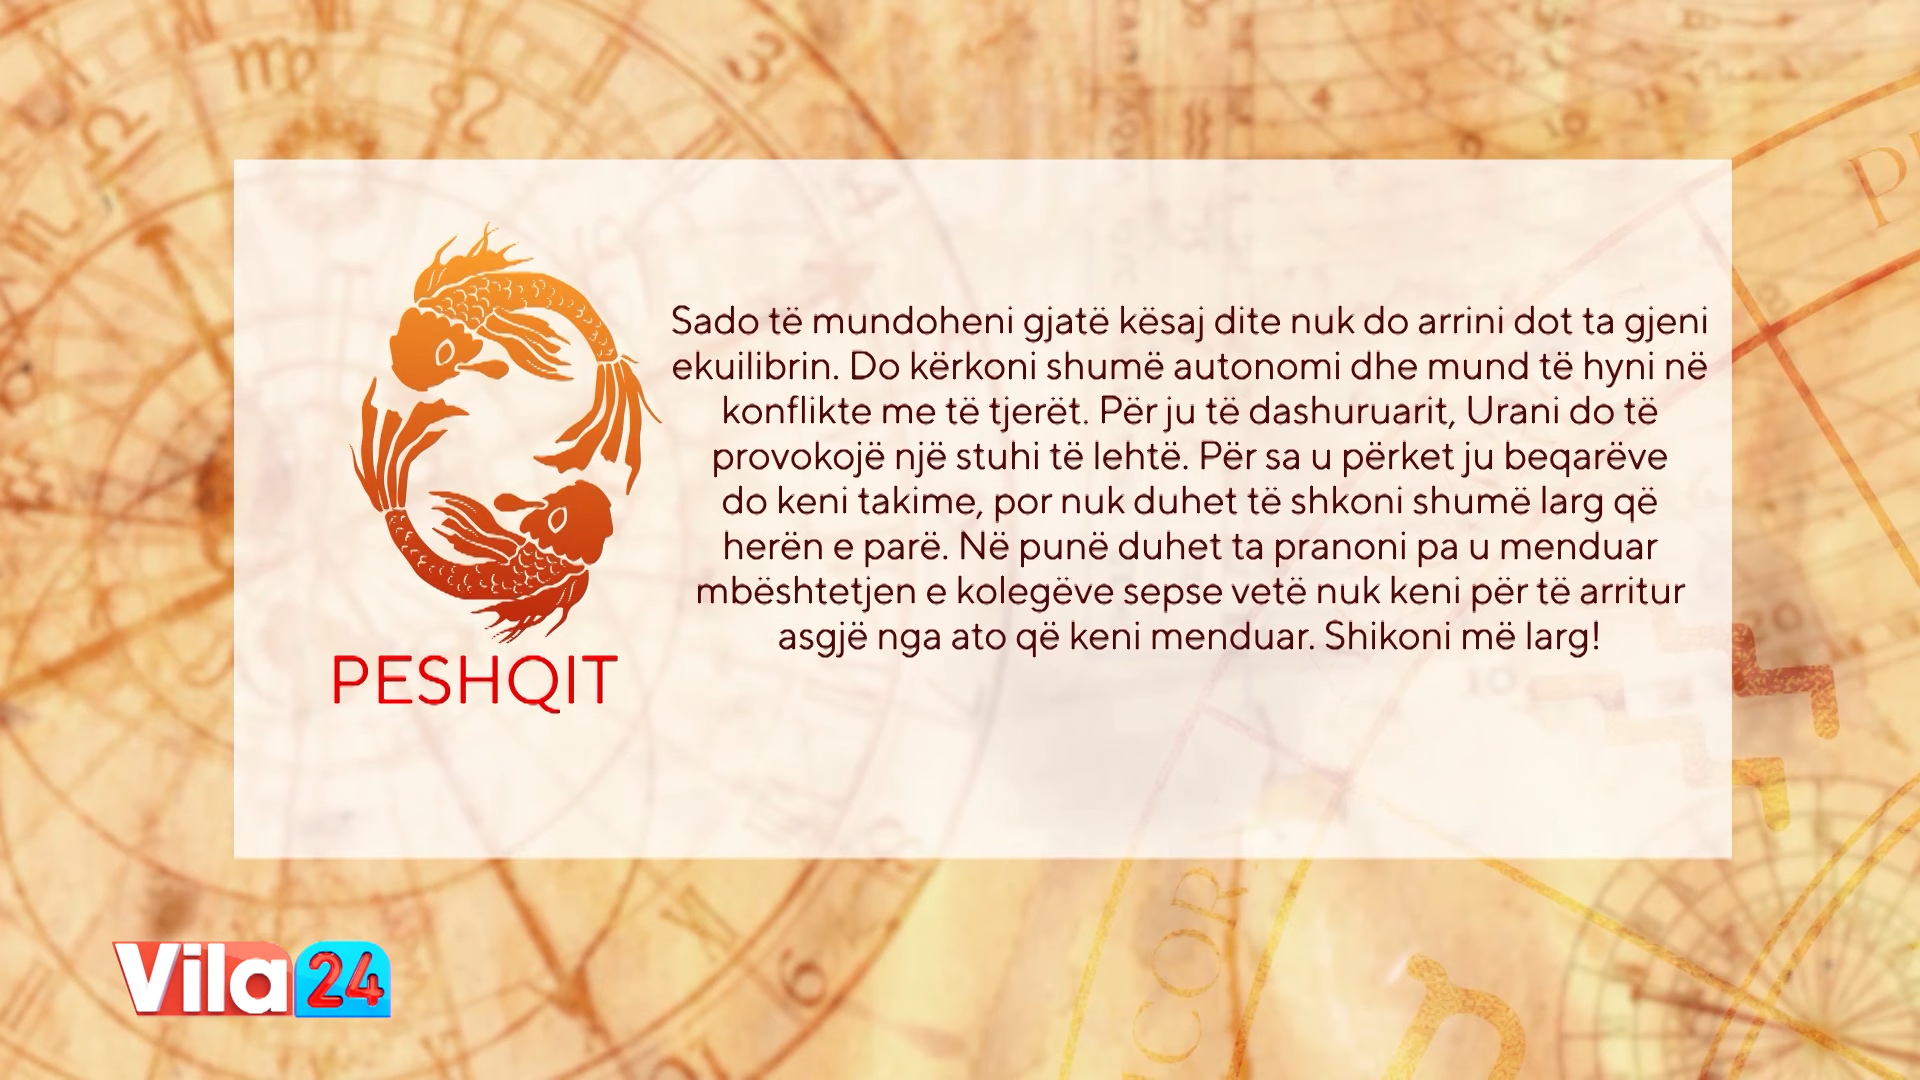 Sado të mundoheni gjatë kësaj dite nuk do arrini dot ta gjeni
ekuilibrin. Do kërkoni shumë autonomi dhe mund të hyni në
konflikte me të tjerët. Për ju të dashuruarit, Urani do të
provokojë një stuhi të lehtë. Për sa u përket ju beqarëve
do keni takime, por nuk duhet të shkoni shumë larg që
herën e parë. Në punë duhet ta pranoni pa u menduar
mbështetjen e kolegëve sepse vetë nuk keni për të arritur
asgjë nga ato që keni menduar. Shikoni më larg!
PESHQIT
Vila 24